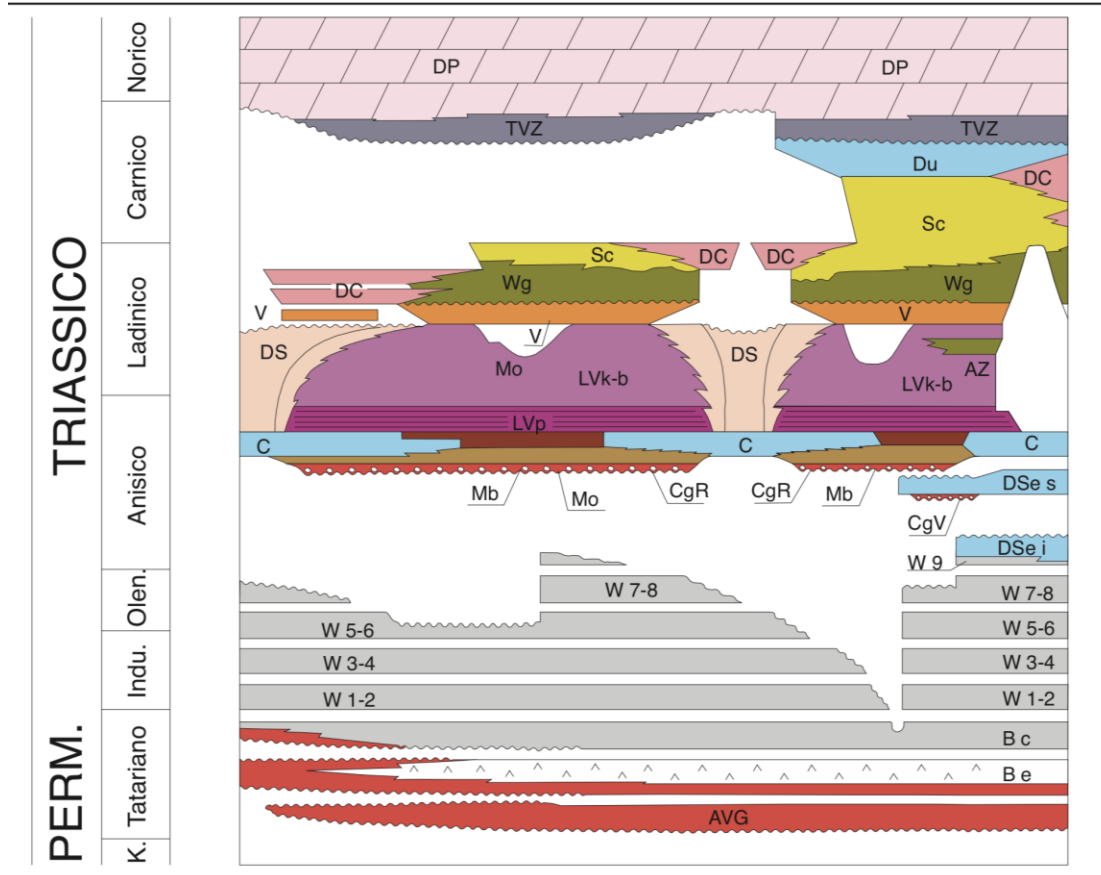 TRIASSICO
PERM.
Norico
Carnico
Ladinico
Anisico
Olen.
Indu.
Tatariano
K.
DP DP
TVZ TVZ
Du
DC
Sc
Sc DC DC
Wg Wg
DC
V V V
DS DS
Mo LVk-b LVk-b AZ
LVp
C C C
Mb Mo CgR CgR Mb DSe s
CgV
DSe i
W 9
W 7-8 W 7-8
W 5-6 W 5-6
W 3-4 W 3-4
W 1-2 W 1-2
B c
B e
AVG